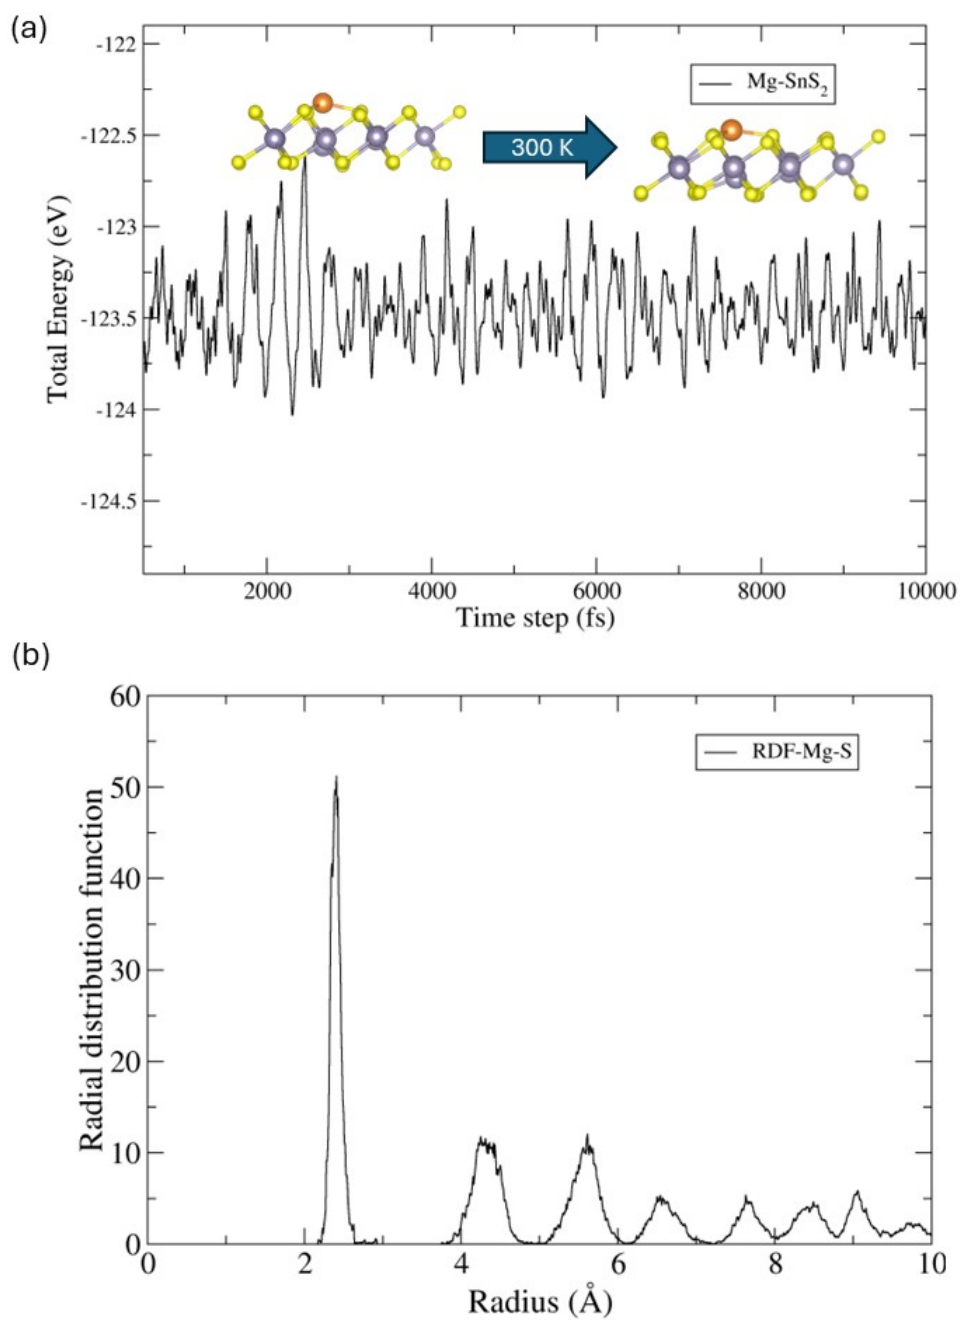 (a)
-122
-122.5
-123
-123.5
-124
-124.5
Total Energy (eV)
Mg-SnS₂
300 K
2000 4000 6000 8000 10000
Time step (fs)
(b)
60
50
40
30
20
10
0
Radial distribution function
RDF-Mg-S
0 2 4 6 8 10
Radius (Å)